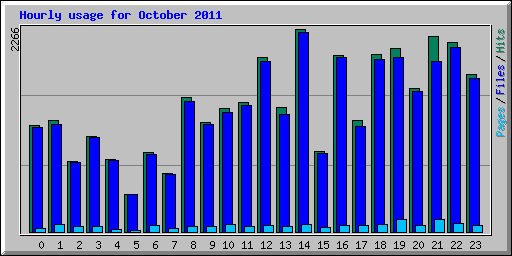 Hourly usage for October 2011
2266
Pages / Files / Hits
0 1 2 3 4 5 6 7 8 9 10 11 12 13 14 15 16 17 18 19 20 21 22 23